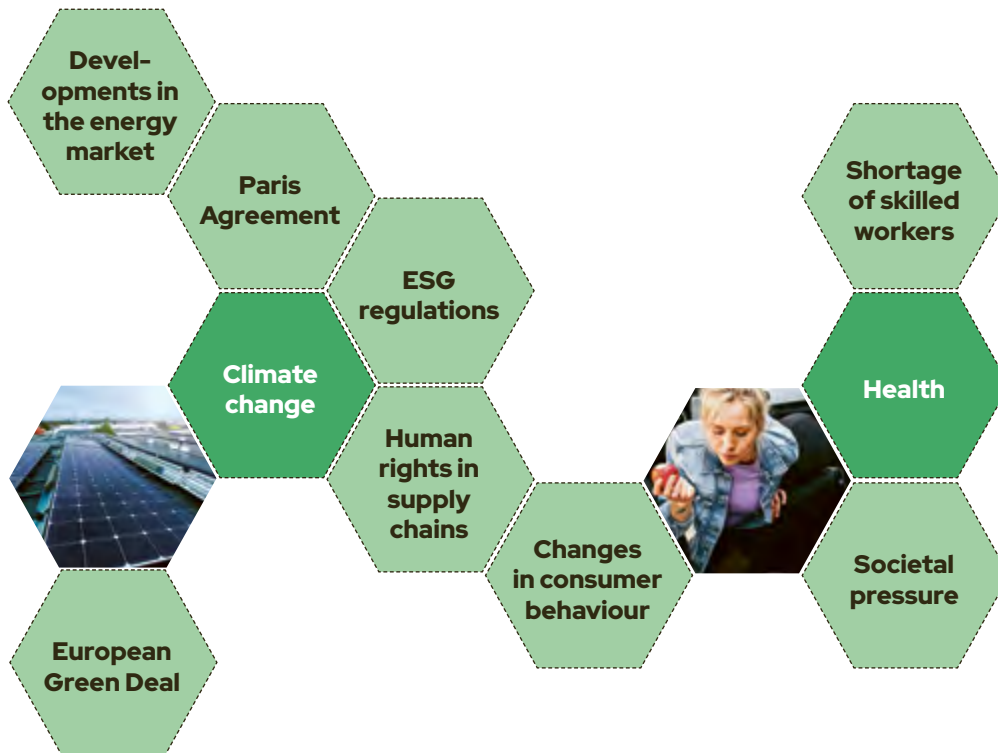 Devel-
opments in
the energy
market
Paris
Agreement
ESG
regulations
Climate
change
Human
rights in
supply
chains
European
Green Deal
Changes
in consumer
behaviour
Shortage
of skilled
workers
Health
Societal
pressure